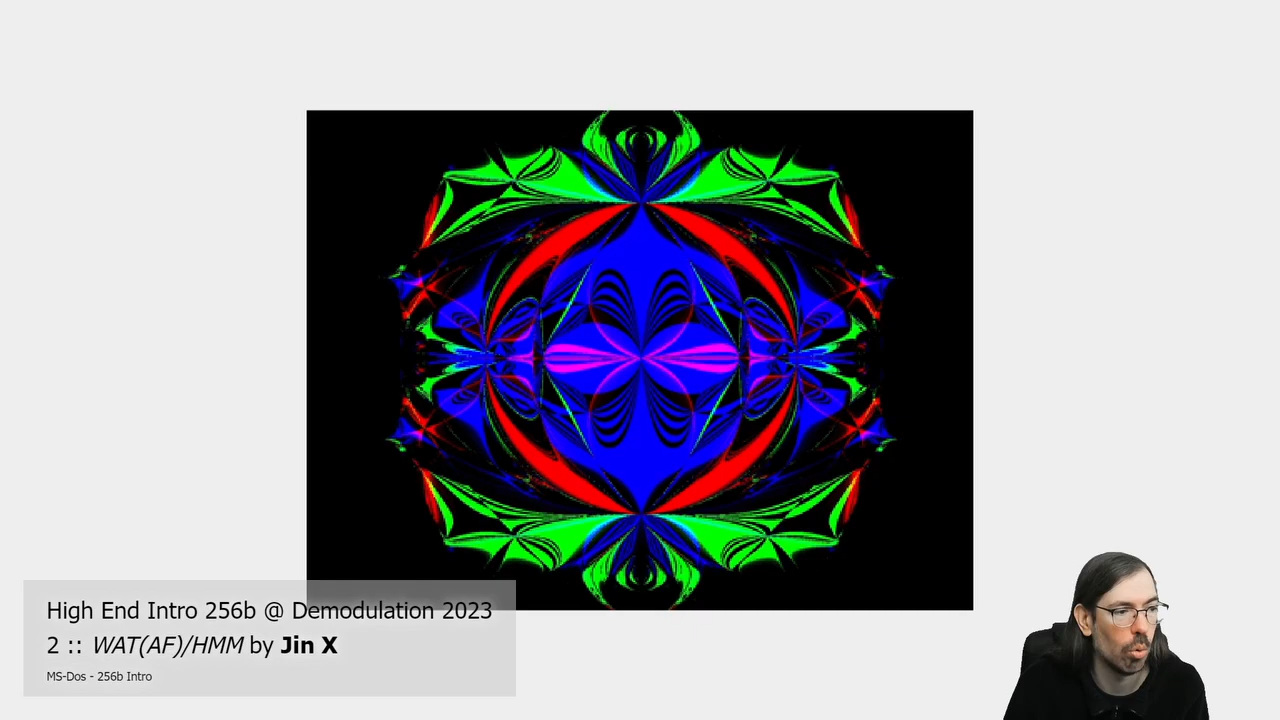 High End Intro 256b @ Demodulation 2023
2 :: WAT(AF)/HMM by Jin X
MS-Dos - 256b Intro